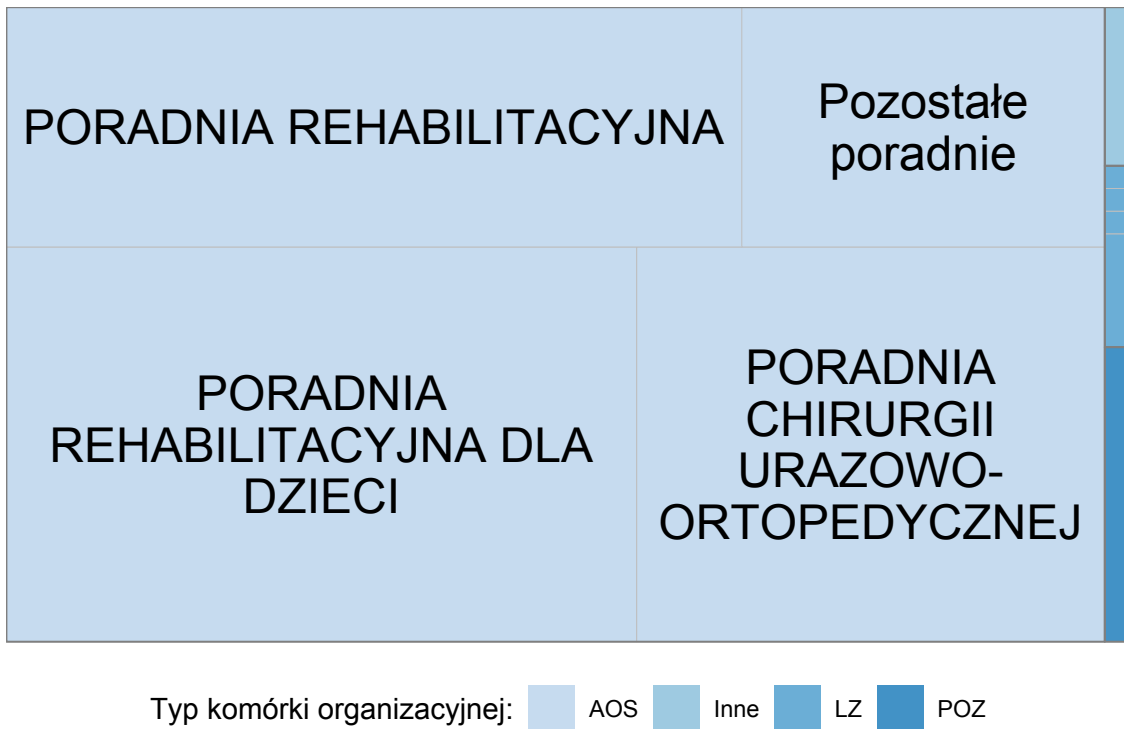 PORADNIA REHABILITACYJNA
Pozostałe
poradnie
PORADNIA
REHABILITACYJNA DLA
DZIECI
PORADNIA
CHIRURGII
URAZOWO-
ORTOPEDYCZNEJ
Typ komórki organizacyjnej: AOS Inne LZ POZ